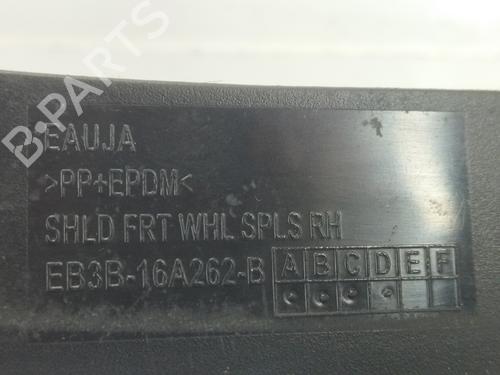 B-PARTS
EAUJA
>PP+EPDM<
SHLD FRT WHL SPLS RH
EB3B-16A262-B A B C D E F